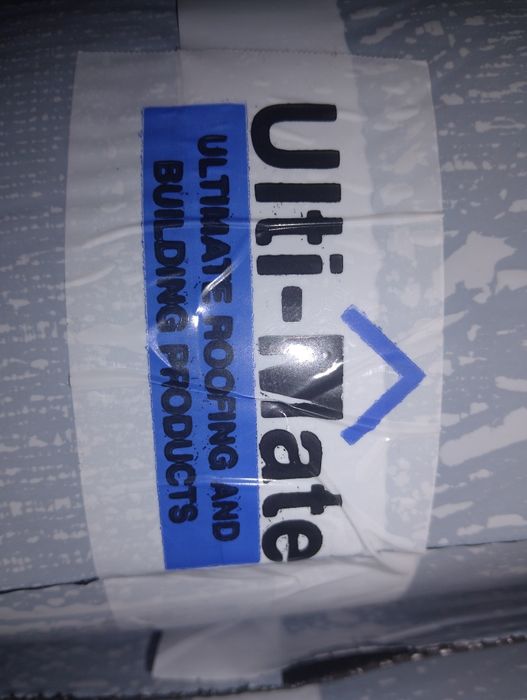 Ulti-Mate
ULTIMATE ROOFING AND
BUILDING PRODUCTS